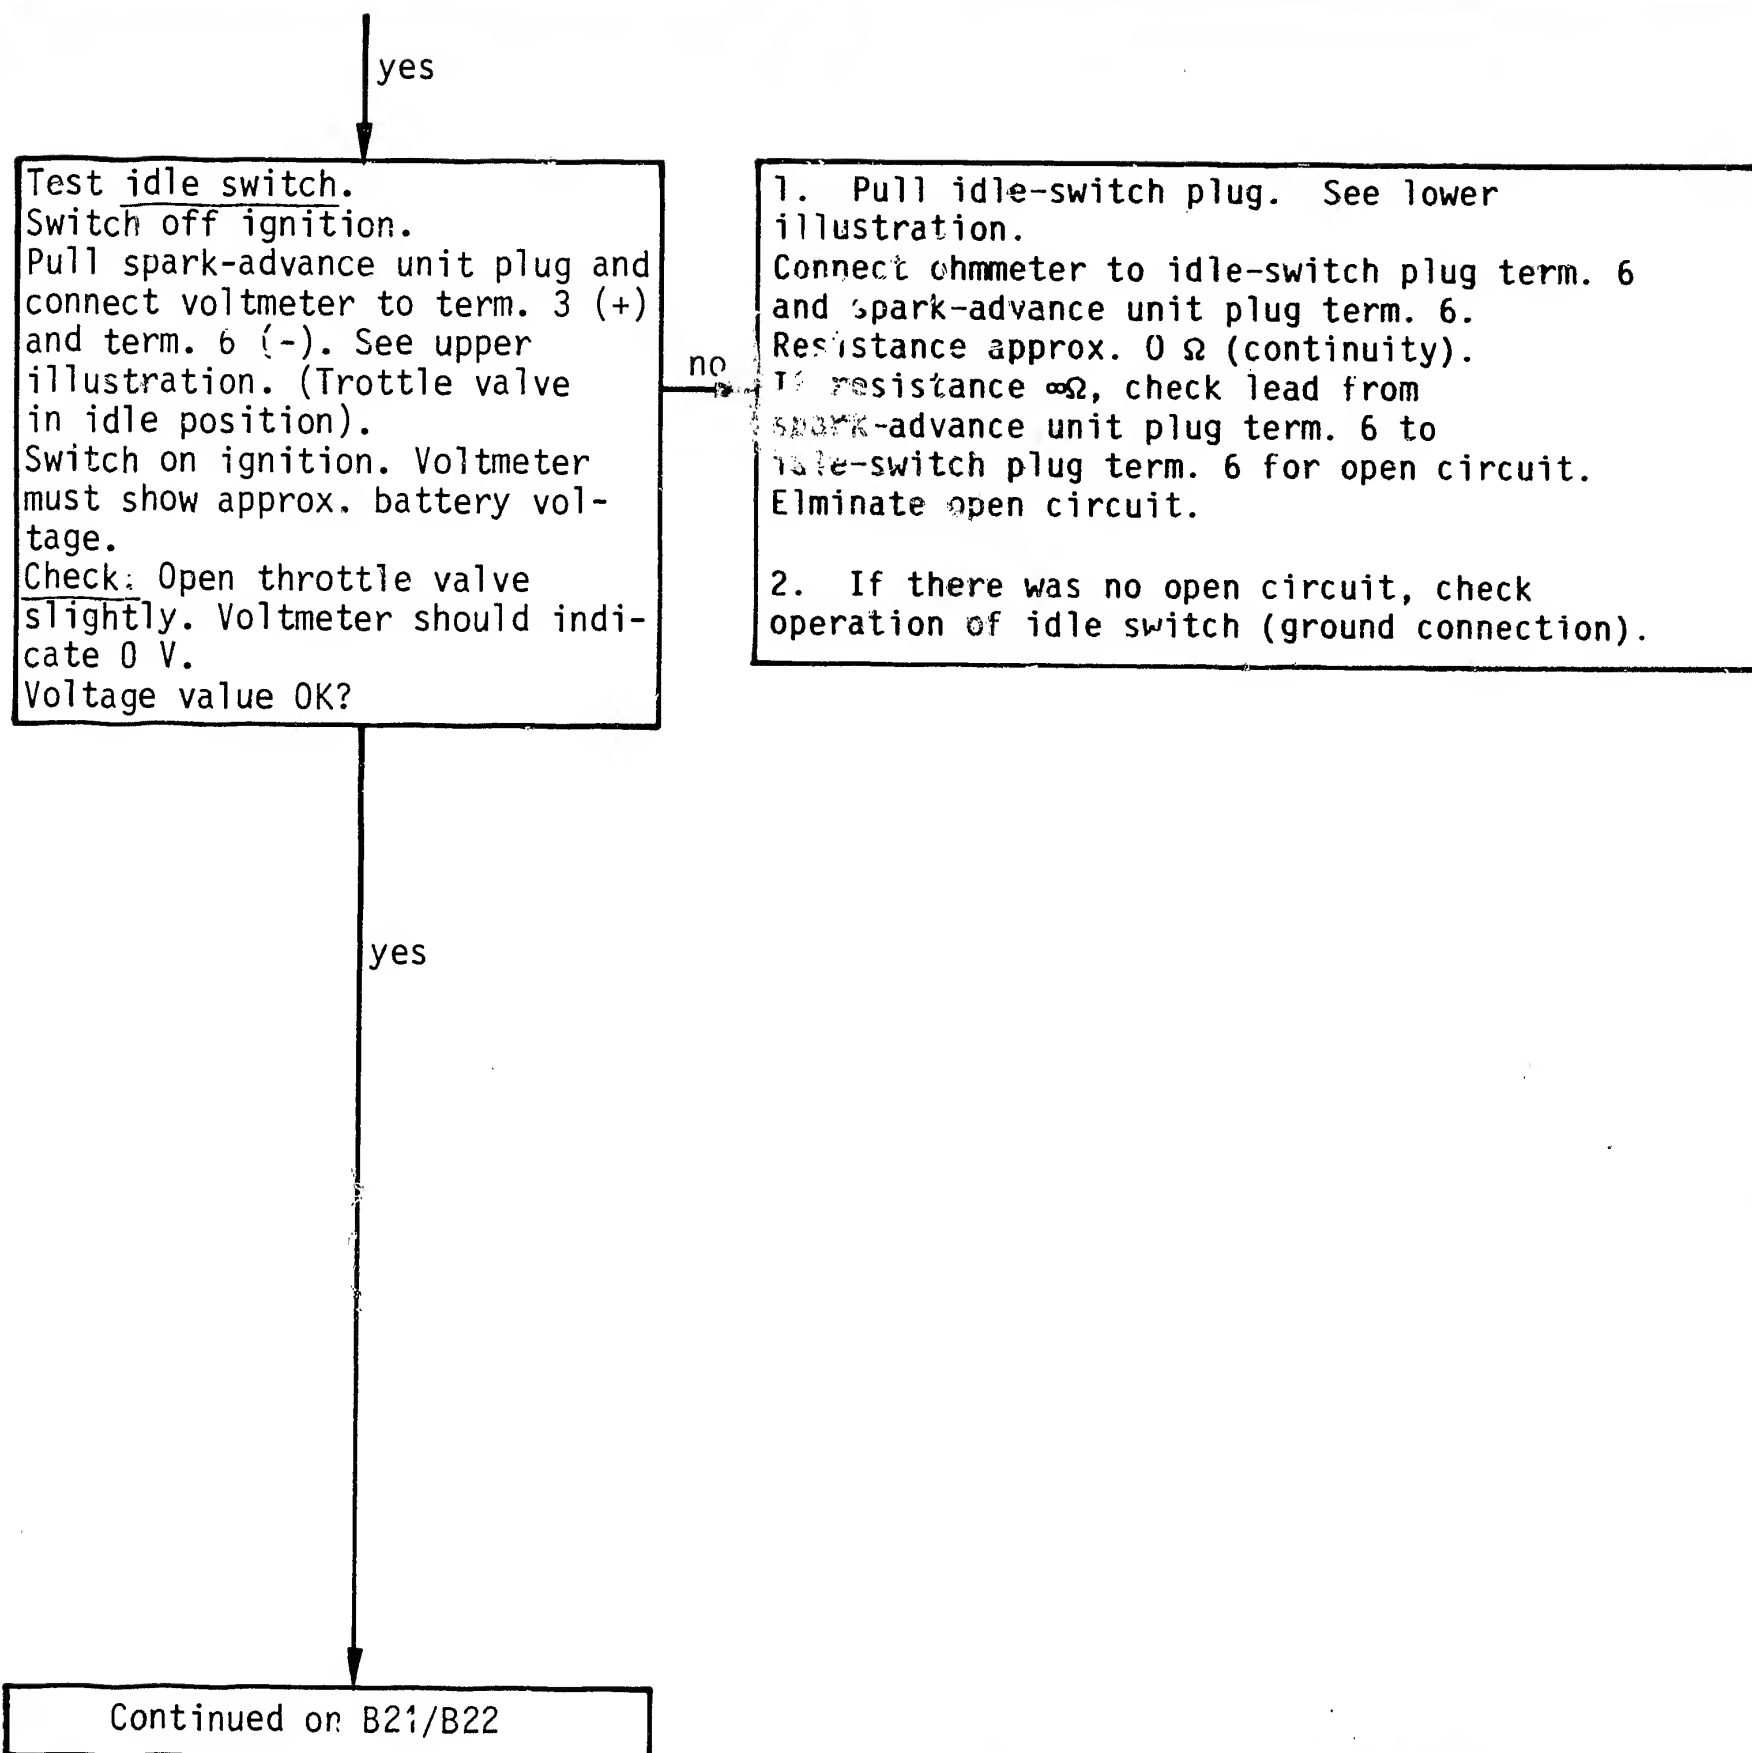 yes
Test idle switch.
Switch off ignition.
Pull spark-advance unit plug and
connect voltmeter to term. 3 (+)
and term. 6 (-). See upper
illustration. (Trottle valve
in idle position).
Switch on ignition. Voltmeter
must show approx. battery vol-
tage.
Check: Open throttle valve
slightly. Voltmeter should indi-
cate 0 V.
Voltage value OK?
no
1. Pull idle-switch plug. See lower
illustration.
Connect ohmmeter to idle-switch plug term. 6
and spark-advance unit plug term. 6.
Resistance approx. 0 Ω (continuity).
If resistance ∞Ω, check lead from
spark-advance unit plug term. 6 to
idle-switch plug term. 6 for open circuit.
Elminate open circuit.
2. If there was no open circuit, check
operation of idle switch (ground connection).
yes
Continued on B21/B22